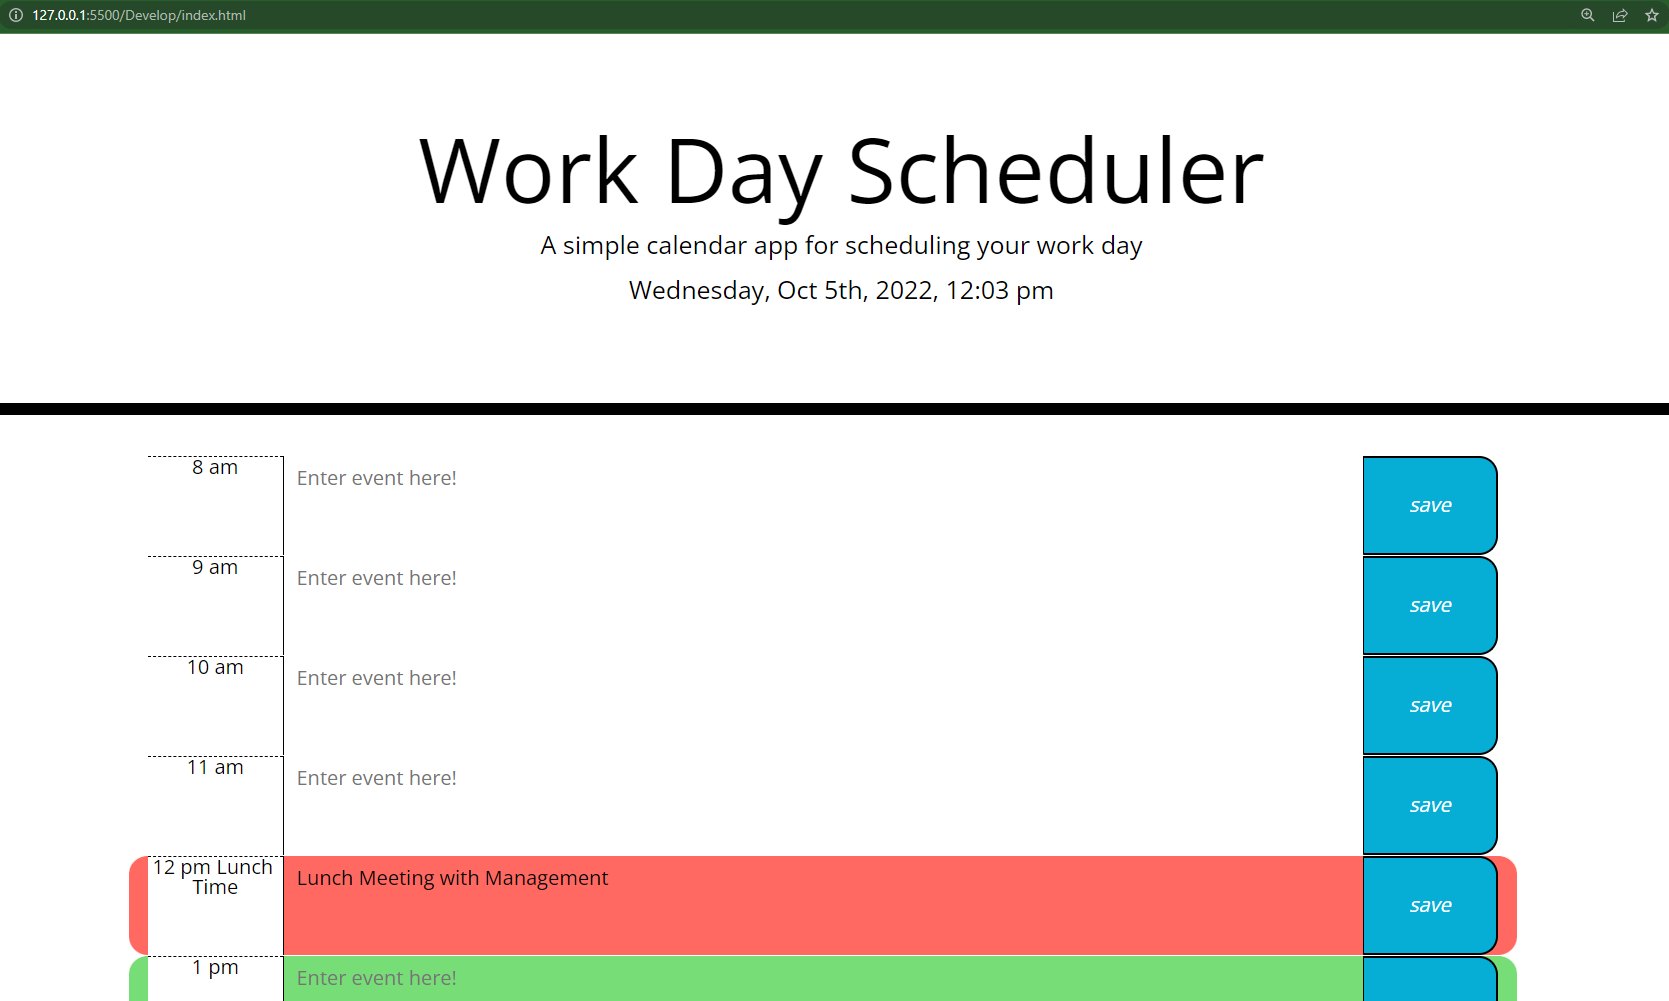 127.0.0.1:5500/Develop/index.html
Work Day Scheduler
A simple calendar app for scheduling your work day
Wednesday, Oct 5th, 2022, 12:03 pm
8 am
Enter event here!
save
9 am
Enter event here!
save
10 am
Enter event here!
save
11 am
Enter event here!
save
12 pm Lunch
Time
Lunch Meeting with Management
save
1 pm
Enter event here!